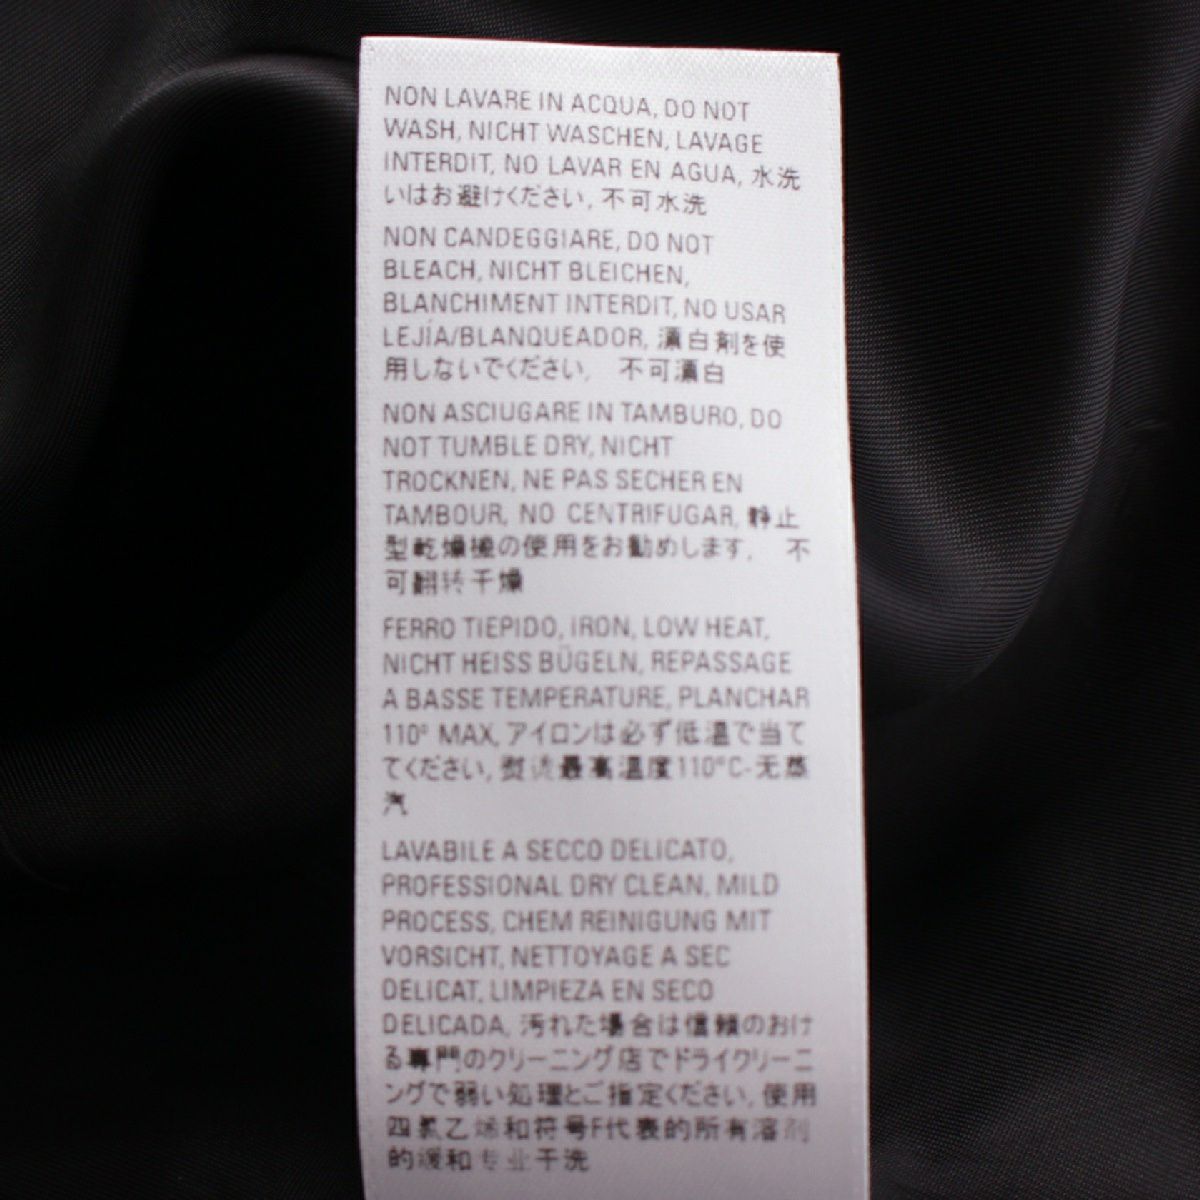 NON LAVARE IN ACQUA, DO NOT
WASH, NICHT WASCHEN, LAVAGE
INTERDIT, NO LAVAR EN AGUA, 水洗
いはお避けください, 不可水洗
NON CANDEGGIARE, DO NOT
BLEACH, NICHT BLEICHEN,
BLANCHIMENT INTERDIT, NO USAR
LEJÍA/BLANQUEADOR, 漂白剤を使
用しないでください, 不可漂白
NON ASCIUGARE IN TAMBURO, DO
NOT TUMBLE DRY, NICHT
TROCKNEN, NE PAS SECHER EN
TAMBOUR, NO CENTRIFUGAR, 静止
型乾燥機の使用をお勧めします. 不
可翻转干燥
FERRO TIEPIDO, IRON, LOW HEAT,
NICHT HEISS BÜGELN, REPASSAGE
A BASSE TEMPERATURE, PLANCHAR
110° MAX, アイロンは必ず低温で当て
てください, 熨烫最高温度110°C-无蒸
汽
LAVABILE A SECCO DELICATO,
PROFESSIONAL DRY CLEAN, MILD
PROCESS, CHEM REINIGUNG MIT
VORSICHT, NETTOYAGE A SEC
DELICAT, LIMPIEZA EN SECO
DELICADA, 汚れた場合は信頼のおけ
る専門のクリーニング店でドライクリーニ
ングで弱い処理とご指定ください, 使用
四氯乙烯和符号F代表的所有溶剂
的缓和专业干洗